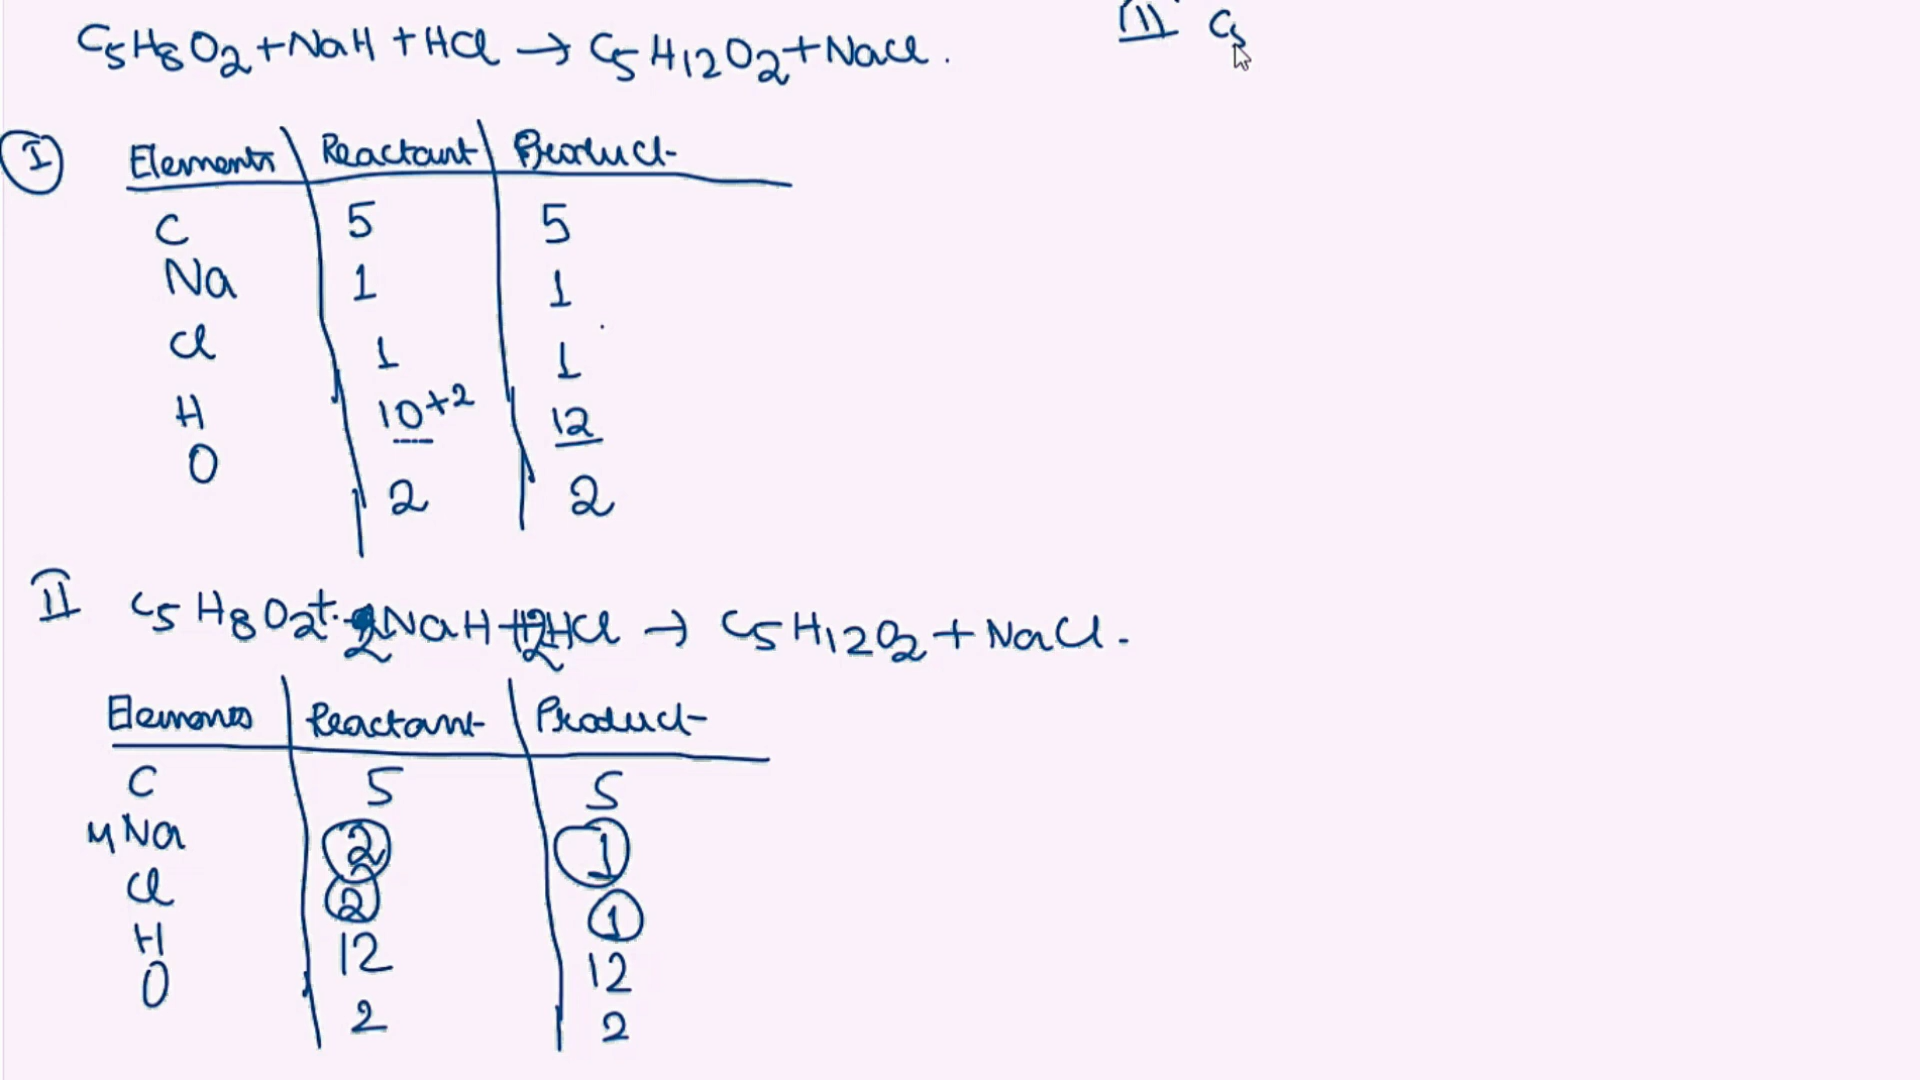 C₅H₈O₂ + NaH + HCl → C₅H₁₂O₂ + NaCl.
III C₅
I
Elements Reactant Product
C 5 5
Na 1 1
Cl 1 1
H 10+2 12
O 2 2
II C₅H₈O₂ + 2NaH + 2HCl → C₅H₁₂O₂ + NaCl.
Elements Reactant Product
C 5 5
Na 2 1
Cl 2 1
H 12 12
O 2 2